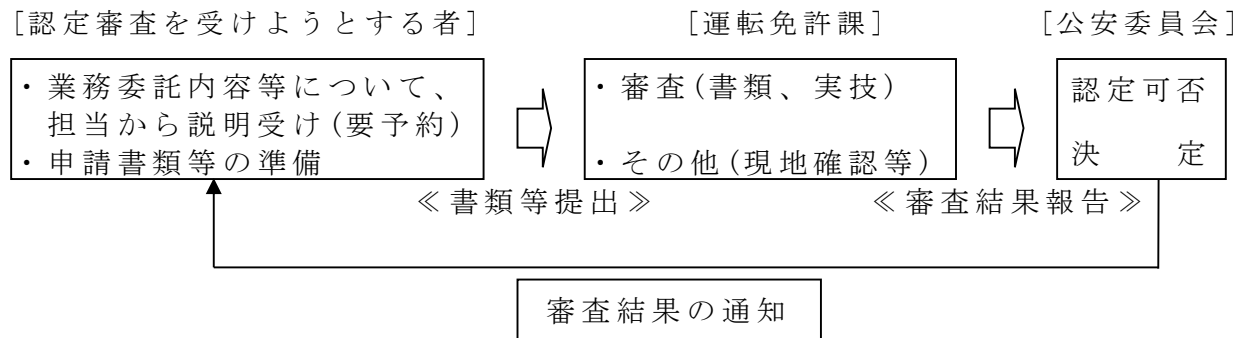 [認定審査を受けようとする者]
[運転免許課]
[公安委員会]
・業務委託内容等について、
担当から説明受け(要予約)
・申請書類等の準備
・審査(書類、実技)
・その他(現地確認等)
認定可否
決　　定
≪書類等提出≫
≪審査結果報告≫
審査結果の通知